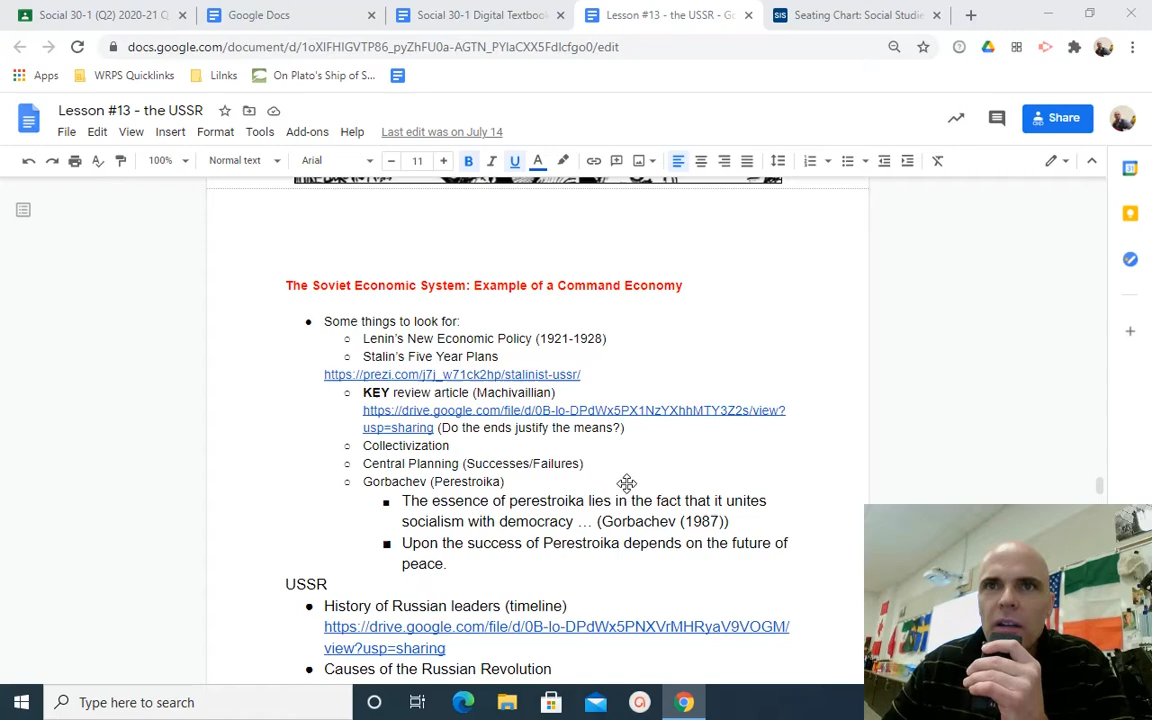 Social 30-1 (Q2) 2020-21 Q
Google Docs
Social 30-1 Digital Textbook
Lesson #13 - the USSR - Go
SIS
Seating Chart: Social Studie
docs.google.com/document/d/1oXIFHIGVTP86_pyZhFU0a-AGTN_PYlaCXX5Fdlcfgo0/edit
Apps
WRPS Quicklinks
LiInks
On Plato's Ship of S...
Lesson #13 - the USSR
File Edit View Insert Format Tools Add-ons Help Last edit was on July 14
Share
100% Normal text Arial 11 B I U A
The Soviet Economic System: Example of a Command Economy
Some things to look for:
Lenin's New Economic Policy (1921-1928)
Stalin's Five Year Plans
https://prezi.com/j7j_w71ck2hp/stalinist-ussr/
KEY review article (Machivaillian)
https://drive.google.com/file/d/0B-lo-DPdWx5PX1NzYXhhMTY3Z2s/view?
usp=sharing (Do the ends justify the means?)
Collectivization
Central Planning (Successes/Failures)
Gorbachev (Perestroika)
The essence of perestroika lies in the fact that it unites
socialism with democracy … (Gorbachev (1987))
Upon the success of Perestroika depends on the future of
peace.
USSR
History of Russian leaders (timeline)
https://drive.google.com/file/d/0B-lo-DPdWx5PNXVrMHRyaV9VOGM/
view?usp=sharing
Causes of the Russian Revolution
Type here to search